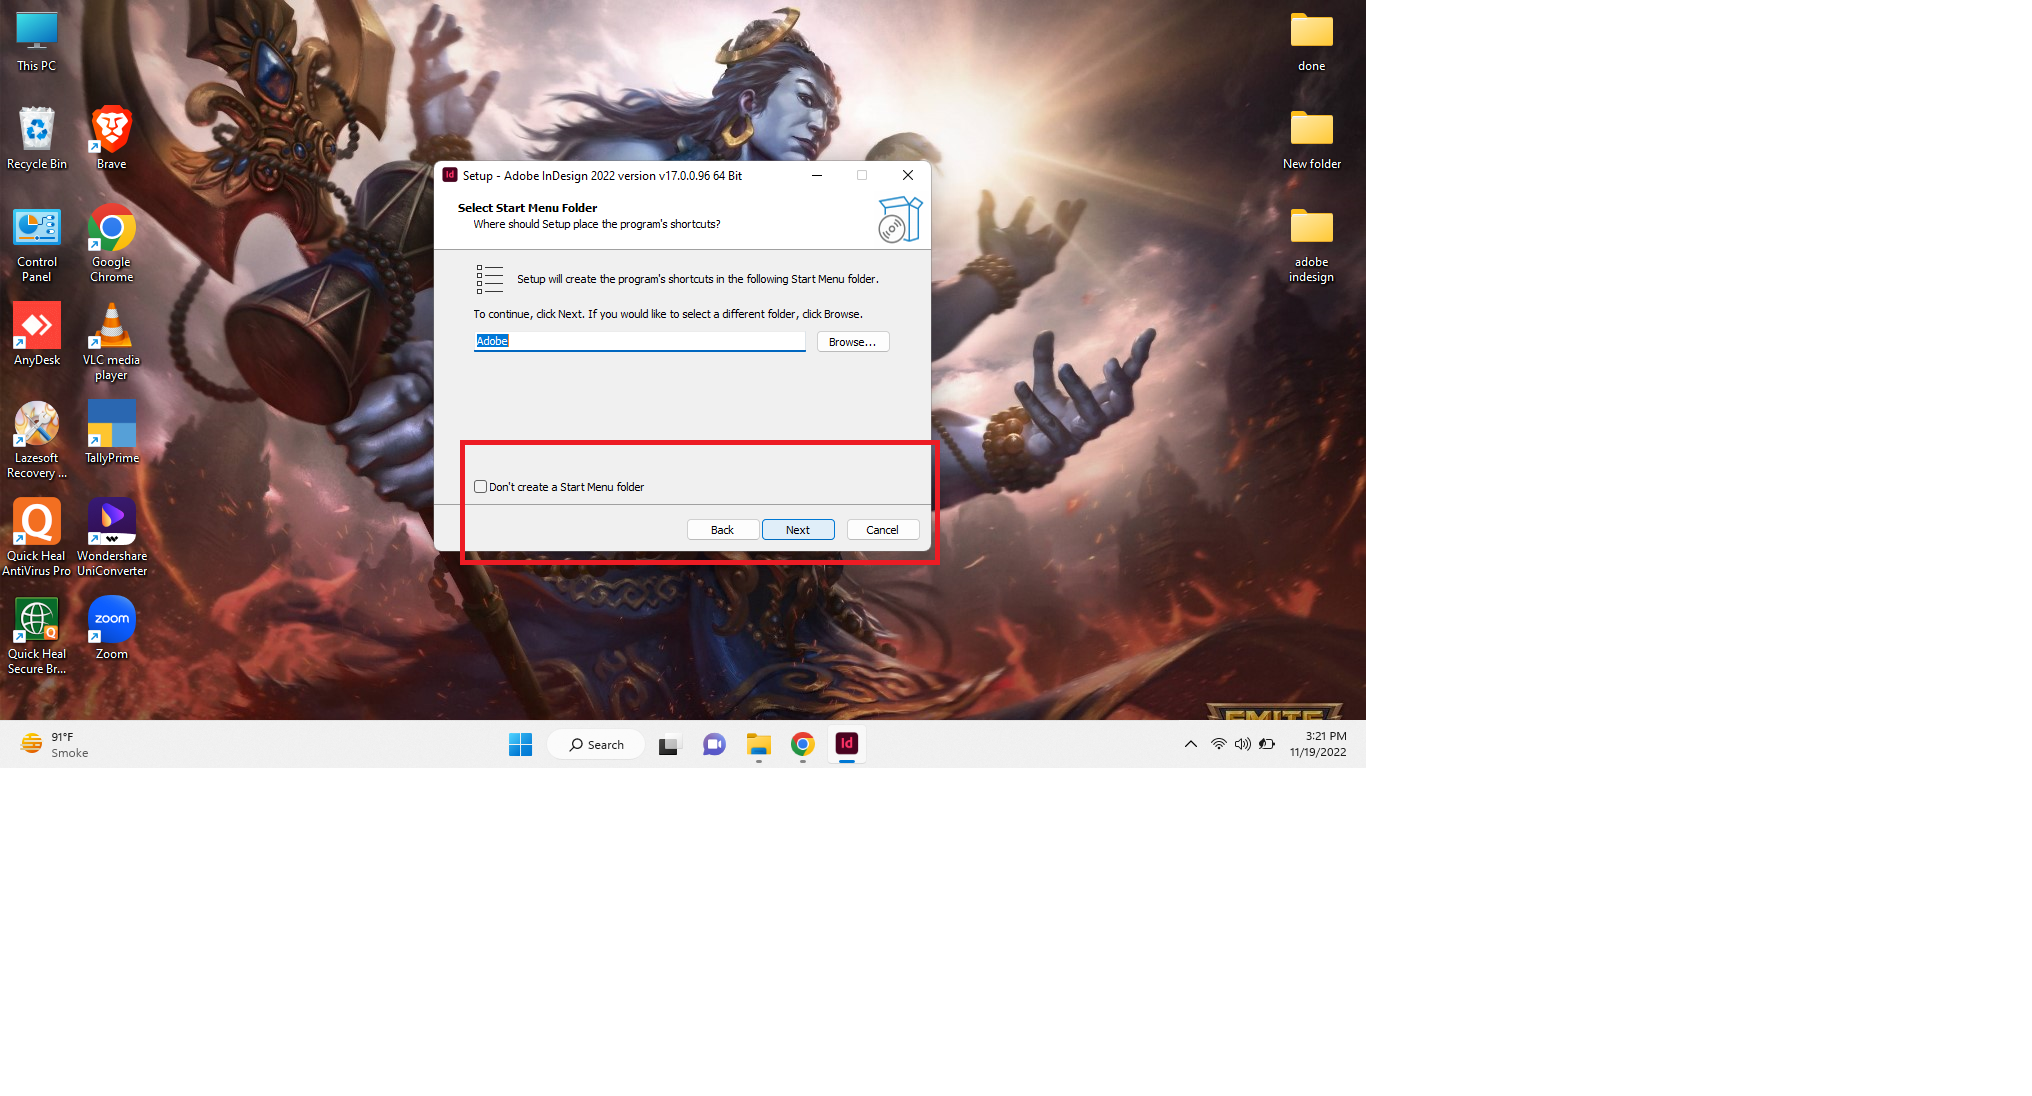 This PC
Recycle Bin
Brave
Control
Panel
Google
Chrome
AnyDesk
VLC media
player
Lazesoft
Recovery ...
TallyPrime
Quick Heal
AntiVirus Pro
Wondershare
UniConverter
Quick Heal
Secure Br...
zoom
Zoom
done
New folder
adobe
indesign
Id
Setup - Adobe InDesign 2022 version v17.0.0.96 64 Bit
Select Start Menu Folder
Where should Setup place the program's shortcuts?
Setup will create the program's shortcuts in the following Start Menu folder.
To continue, click Next. If you would like to select a different folder, click Browse.
Adobe
Browse...
Don't create a Start Menu folder
Back
Next
Cancel
SMITE
91°F
Smoke
Search
Id
3:21 PM
11/19/2022